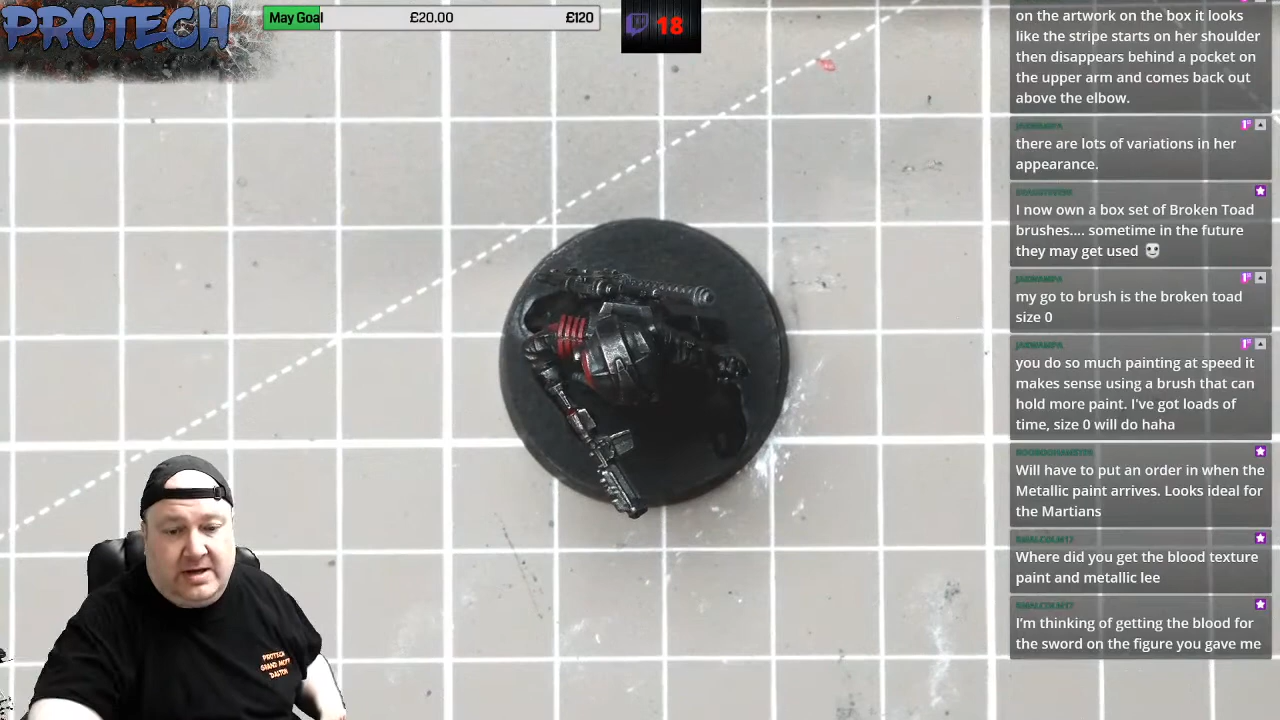 PROTECH
May Goal £20.00 £120
18
on the artwork on the box it looks
like the stripe starts on her shoulder
then disappears behind a pocket on
the upper arm and comes back out
above the elbow.
there are lots of variations in her
appearance.
I now own a box set of Broken Toad
brushes.... sometime in the future
they may get used
JAIDHAMPA
my go to brush is the broken toad
size 0
JAIDHAMPA
you do so much painting at speed it
makes sense using a brush that can
hold more paint. I've got loads of
time, size 0 will do haha
Will have to put an order in when the
Metallic paint arrives. Looks ideal for
the Martians
RMALCOLM17
Where did you get the blood texture
paint and metallic lee
RMALCOLM17
I'm thinking of getting the blood for
the sword on the figure you gave me
PROTECH
GRAND MOFF